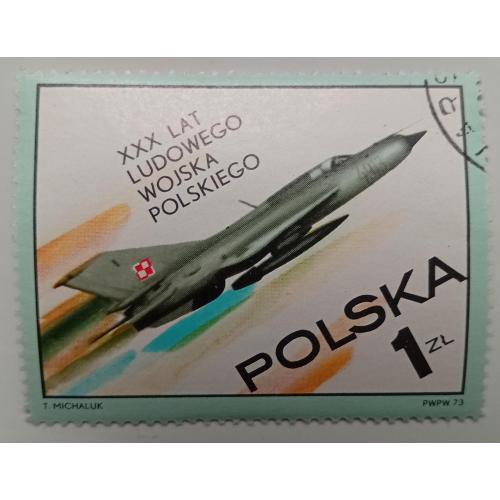 XXX LAT
LUDOWEGO
WOJSKA
POLSKIEGO
POLSKA
1 ZŁ
T. MICHALUK
PWPW 73